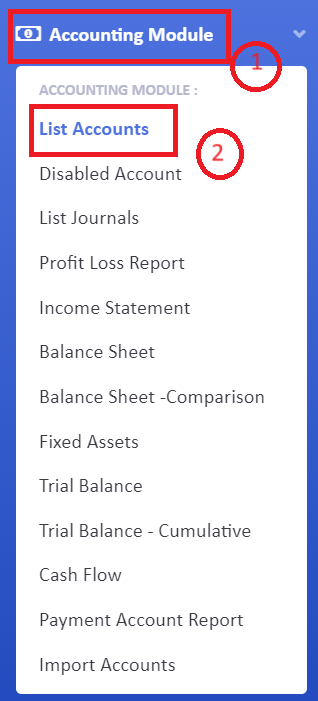 Accounting Module
1
ACCOUNTING MODULE :
List Accounts
2
Disabled Account
List Journals
Profit Loss Report
Income Statement
Balance Sheet
Balance Sheet -Comparison
Fixed Assets
Trial Balance
Trial Balance - Cumulative
Cash Flow
Payment Account Report
Import Accounts